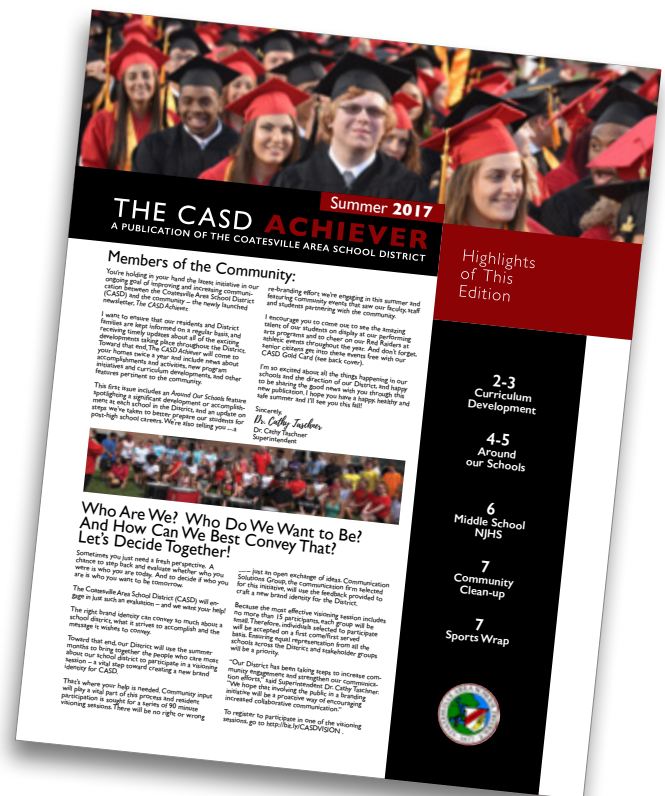 Summer 2017
THE CASD ACHIEVER
A PUBLICATION OF THE COATESVILLE AREA SCHOOL DISTRICT
Members of the Community:
You're holding in your hand the latest initiative in our
ongoing goal of improving and increasing communi-
cation between the Coatesville Area School District
(CASD) and the community – the newly launched
newsletter, The CASD Achiever.
I want to ensure that our residents and District
families are kept informed on a regular basis, and
receiving timely updates about all of the exciting
developments taking place throughout the District.
Toward that end, The CASD Achiever will come to
your homes twice a year and include news about
accomplishments and activities, new program
initiatives and curriculum developments, and other
features pertinent to the community.
This first issue includes an Around Our Schools feature
spotlighting a significant development or accomplish-
ment at each school in the District, and an update on
steps we've taken to better prepare our students for
post-high school careers. We're also telling you —a
re-branding effort we're engaging in this summer and
featuring community events that saw our faculty, staff
and students partnering with the community.
I encourage you to come out to see the amazing
talent of our students on display at our performing
arts programs and to cheer on our Red Raiders at
athletic events throughout the year. And don't forget,
senior citizens get into these events free with our
CASD Gold Card (see back cover).
I'm so excited about all the things happening in our
schools and the direction of our District, and happy
to be sharing the good news with you through this
new publication. I hope you have a happy, healthy and
safe summer and I'll see you this fall!
Sincerely,
Dr. Cathy Taschner
Dr. Cathy Taschner
Superintendent
Who Are We? Who Do We Want to Be?
And How Can We Best Convey That?
Let's Decide Together!
Sometimes you just need a fresh perspective. A
chance to step back and evaluate whether who you
were is who you are today. And to decide if who you
are is who you want to be tomorrow.
The Coatesville Area School District (CASD) will en-
gage in just such an evaluation – and we want your help!
The right brand identity can convey so much about a
school district, what it strives to accomplish and the
message it wishes to convey.
Toward that end, our District will use the summer
months to bring together the people who care most
about our school district to participate in a visioning
session – a vital step toward creating a new brand
identity for CASD.
That's where your help is needed. Community input
will play a vital part of this process and resident
participation is sought for a series of 90 minute
visioning sessions. There will be no right or wrong
—– just an open exchange of ideas. Communication
Solutions Group, the communication firm selected
for this initiative, will use the feedback provided to
craft a new brand identity for the District.
Because the most effective visioning session includes
no more than 15 participants, each group will be
small. Therefore, individuals selected to participate
will be accepted on a first come/first served
basis. Ensuring equal representation from all the
schools across the District and stakeholder groups
will be a priority.
"Our District has been taking steps to increase com-
munity engagement and strengthen our communica-
tion efforts," said Superintendent Dr. Cathy Taschner.
"We hope that involving the public in a branding
initiative will be a proactive way of encouraging
increased collaborative communication."
To register to participate in one of the visioning
sessions, go to http://bit.ly/CASDVISION .
Highlights
of This
Edition
2-3
Curriculum
Development
4-5
Around
our Schools
6
Middle School
NJHS
7
Community
Clean-up
7
Sports Wrap